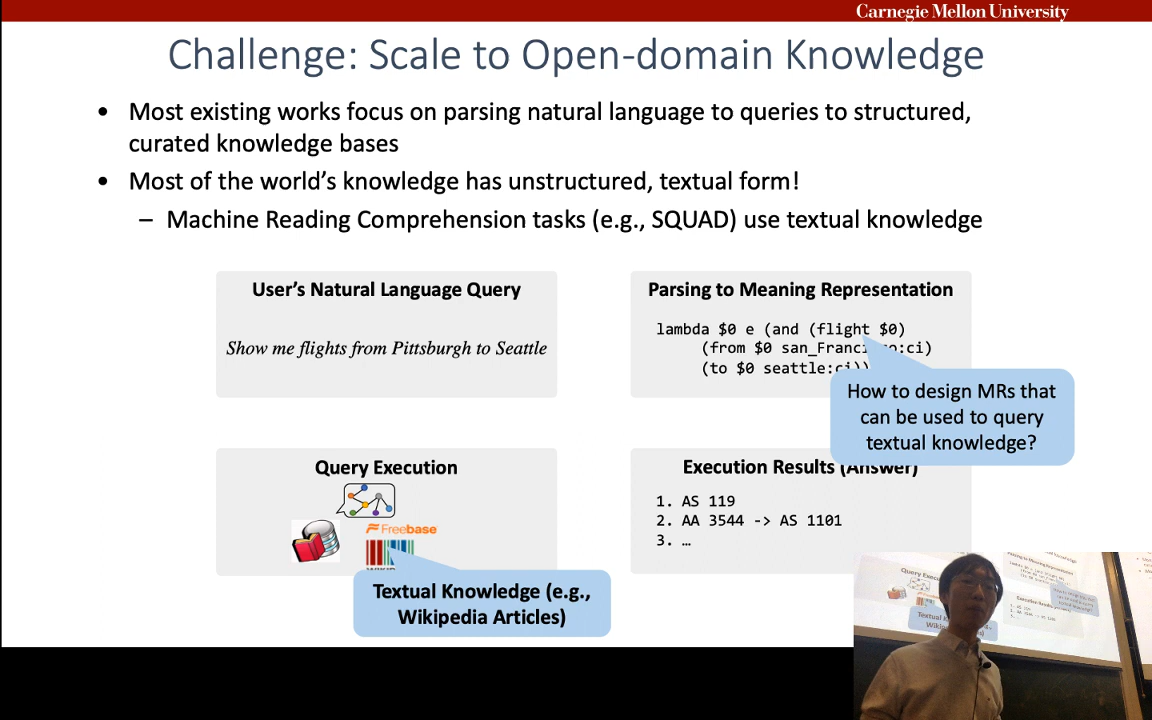 Carnegie Mellon University
Challenge: Scale to Open-domain Knowledge
• Most existing works focus on parsing natural language to queries to structured,
curated knowledge bases
• Most of the world's knowledge has unstructured, textual form!
– Machine Reading Comprehension tasks (e.g., SQUAD) use textual knowledge
User's Natural Language Query
Show me flights from Pittsburgh to Seattle
Parsing to Meaning Representation
lambda $0 e (and (flight $0)
(from $0 san_Franci :ci)
(to $0 seattle:ci))
How to design MRs that
can be used to query
textual knowledge?
Query Execution
Freebase
Textual Knowledge (e.g.,
Wikipedia Articles)
Execution Results (Answer)
1. AS 119
2. AA 3544 -> AS 1101
3. …